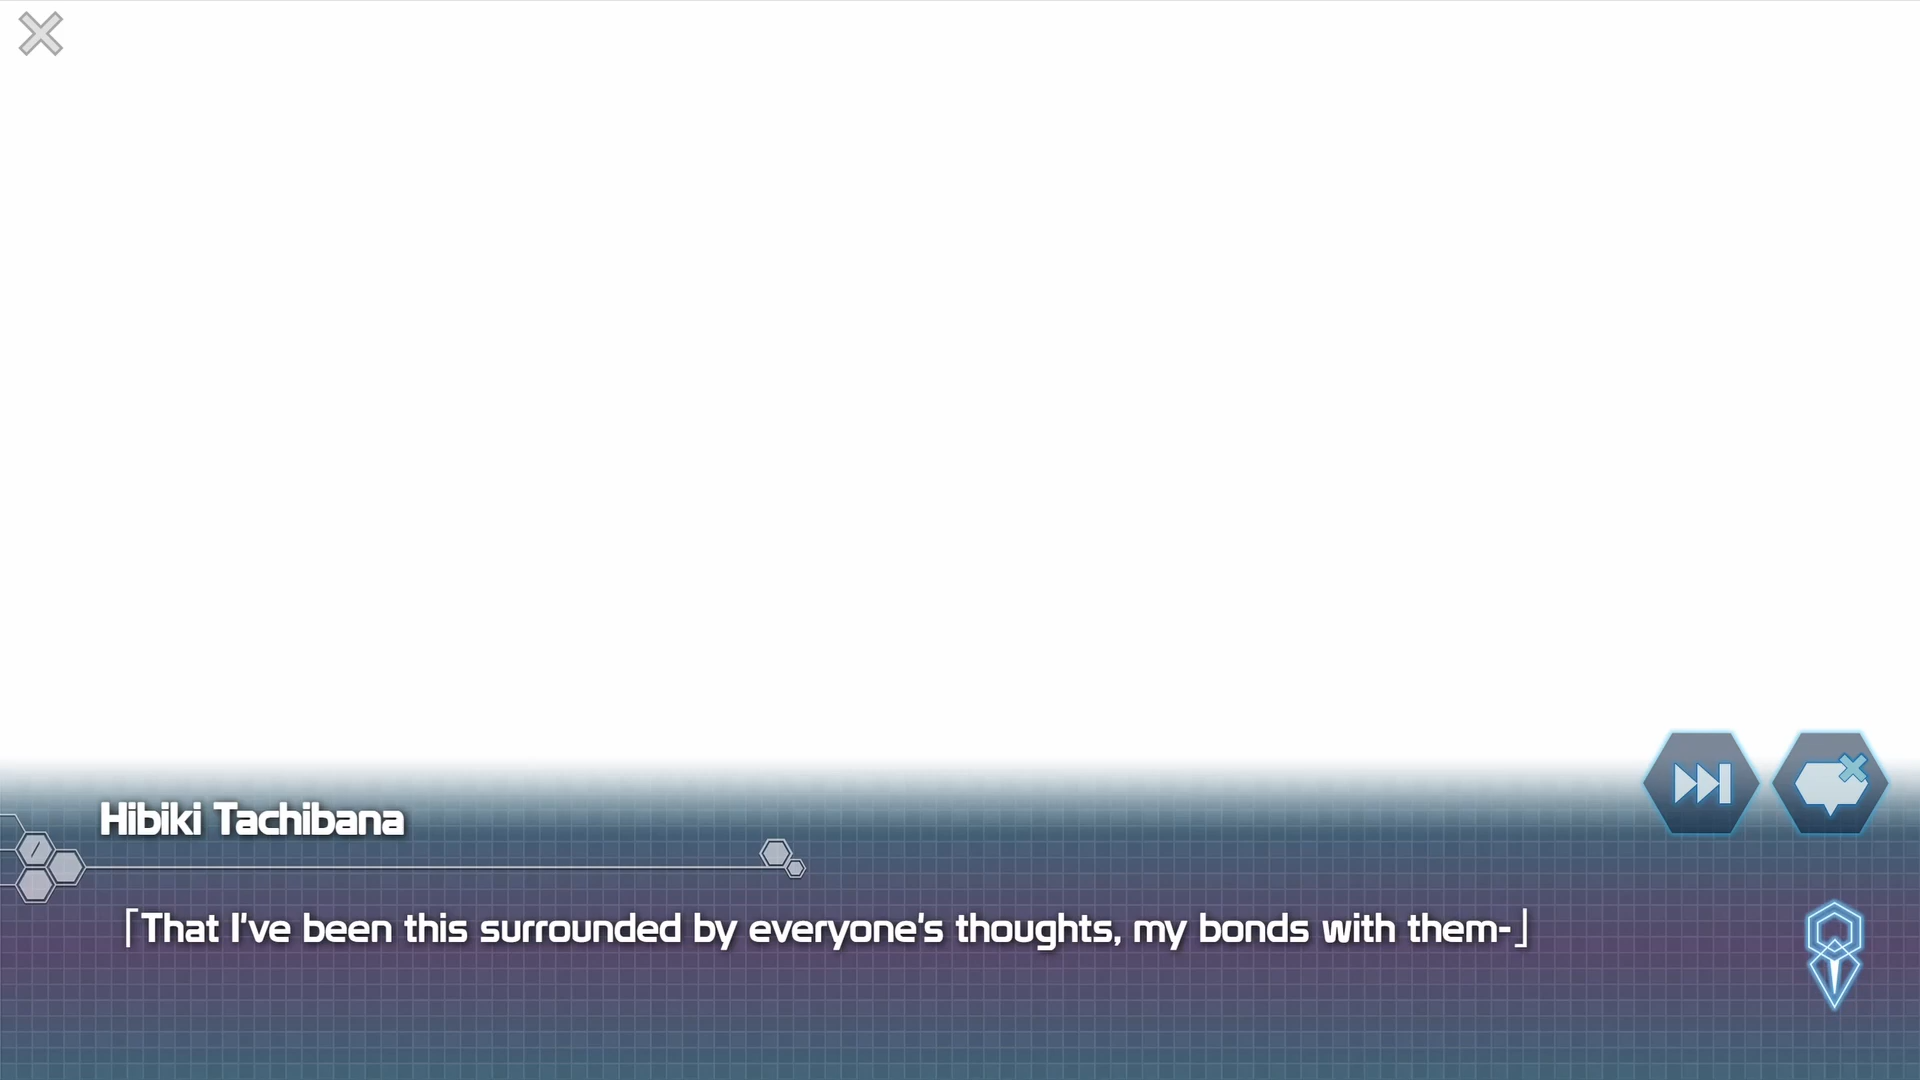 Hibiki Tachibana
「That I've been this surrounded by everyone's thoughts, my bonds with them-」